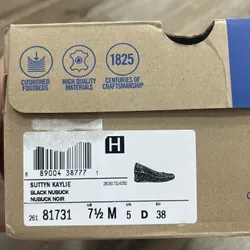 1825
CUSHIONED
FOOTBEDS
HIGH QUALITY
MATERIALS
CENTURIES OF
CRAFTSMANSHIP
H
8 89004 38777 1
SUTTYN KAYLIE
BLACK NUBUCK
NUBUCK NOIR
261 81731 7½ M 5 D 38